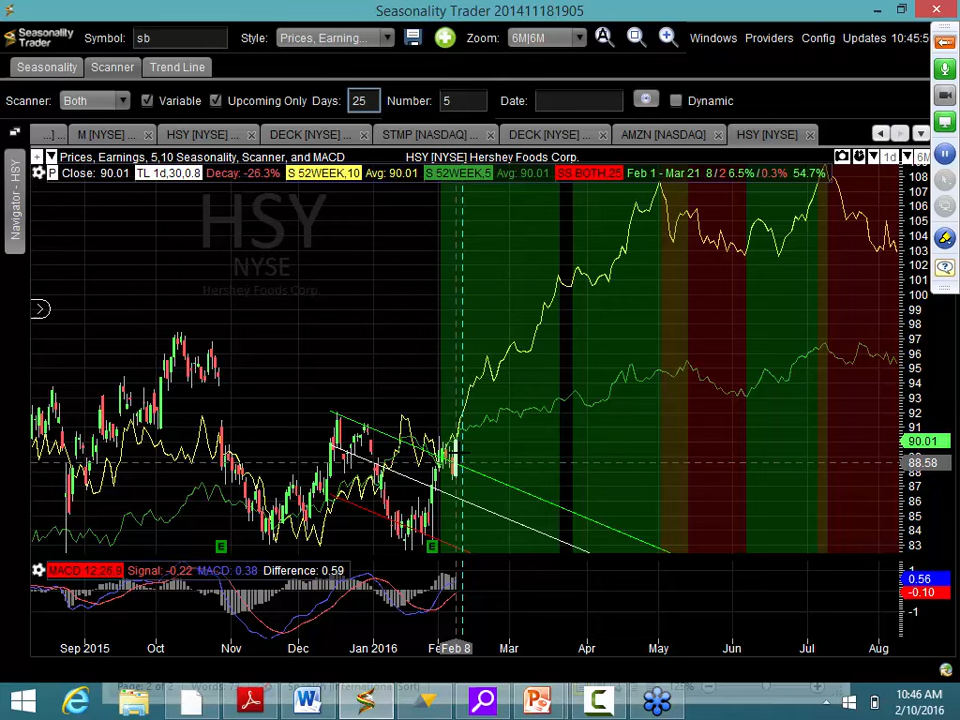 Seasonality Trader 201411181905
Seasonality Trader
Symbol: sb Style: Prices, Earning... Zoom: 6M|6M Windows Providers Config Updates 10:45:5
Seasonality Scanner Trend Line
Scanner: Both Variable Upcoming Only Days: 25 Number: 5 Date: Dynamic
...] ... M [NYSE] ... HSY [NYSE] ... DECK [NYSE] ... STMP [NASDAQ] ... DECK [NYSE] ... AMZN [NASDAQ] HSY [NYSE]
Prices, Earnings, 5,10 Seasonality, Scanner, and MACD HSY [NYSE] Hershey Foods Corp. 1d 6M
P Close: 90.01 TL 1d,30,0.8 Decay: -26.3% S 52WEEK,10 Avg: 90.01 S 52WEEK,5 Avg: 90.01 SS BOTH,25 Feb 1 - Mar 21 8/ 2 6.5%/ 0.3% 54.7%
Navigator - HSY
HSY
NYSE
Hershey Foods Corp.
108
107
106
105
104
103
102
101
100
99
98
97
96
95
94
93
92
91
90.01
88.58
88
87
86
85
84
83
E E
MACD 12,26,9 Signal: -0.22 MACD: 0.38 Difference: 0.59
1
0.56
-0.10
-1
Sep 2015 Oct Nov Dec Jan 2016 Fe Feb 8 Mar Apr May Jun Jul Aug
10:46 AM
2/10/2016